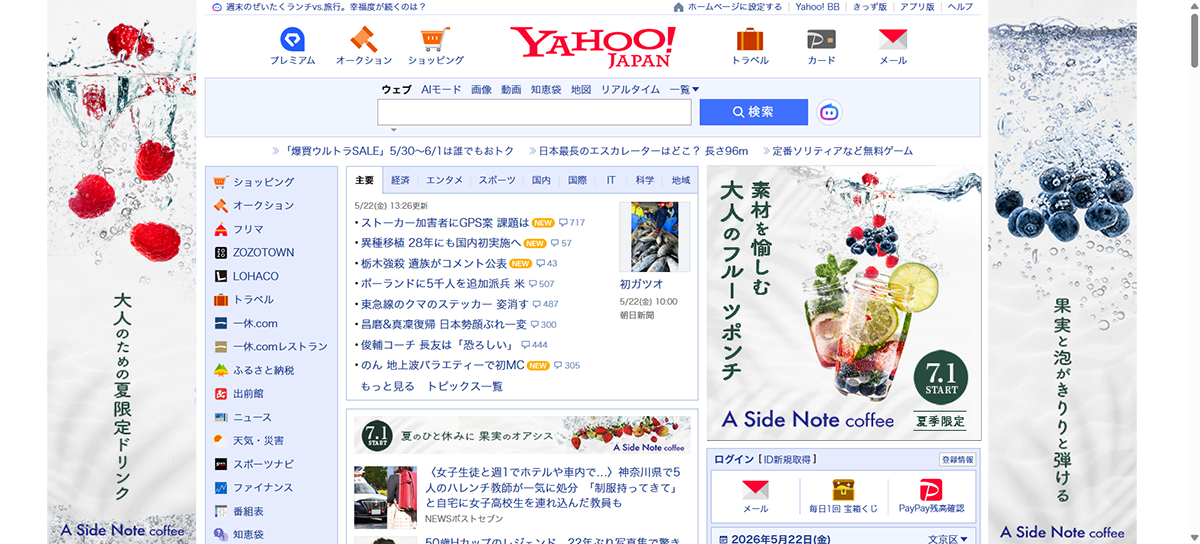 週末のぜいたくランチvs.旅行。幸福度が続くのは？
ホームページに設定する
Yahoo! BB
きっず版
アプリ版
ヘルプ
プレミアム
オークション
ショッピング
YAHOO!
JAPAN
トラベル
カード
メール
ウェブ
AIモード
画像
動画
知恵袋
地図
リアルタイム
一覧▼
検索
「爆買ウルトラSALE」5/30〜6/1は誰でもおトク
日本最長のエスカレーターはどこ？ 長さ96m
定番ソリティアなど無料ゲーム
大人のための夏限定ドリンク
A Side Note coffee
ショッピング
オークション
フリマ
ZOZOTOWN
LOHACO
トラベル
一休.com
一休.comレストラン
ふるさと納税
出前館
ニュース
天気・災害
スポーツナビ
ファイナンス
番組表
知恵袋
主要
経済
エンタメ
スポーツ
国内
国際
IT
科学
地域
5/22(金) 13:26更新
・ストーカー加害者にGPS案 課題は NEW 717
・異種移植 28年にも国内初実施へ NEW 57
・栃木強殺 遺族がコメント公表 NEW 43
・ポーランドに5千人を追加派兵 米 507
・東急線のクマのステッカー 姿消す 487
・昌磨&真凜復帰 日本勢顔ぶれ一変 300
・俊輔コーチ 長友は「恐ろしい」 444
・のん 地上波バラエティーで初MC NEW 305
もっと見る
トピックス一覧
初ガツオ
5/22(金) 10:00
朝日新聞
7.1
START
夏のひと休みに 果実のオアシス
A Side Note coffee
〈女子生徒と週1でホテルや車内で…〉神奈川県で5
人のハレンチ教師が一気に処分 「制服持ってきて」
と自宅に女子高校生を連れ込んだ教員も
NEWSポストセブン
50歳Hカップのレジェンド、22年ぶり写真集で驚き
素材を愉しむ
大人のフルーツポンチ
7.1
START
夏季限定
A Side Note coffee
ログイン [ ID新規取得 ]
登録情報
メール
毎日1回 宝箱くじ
PayPay残高確認
2026年5月22日(金)
文京区▼
果実と泡がきりりと弾ける
A Side Note coffee